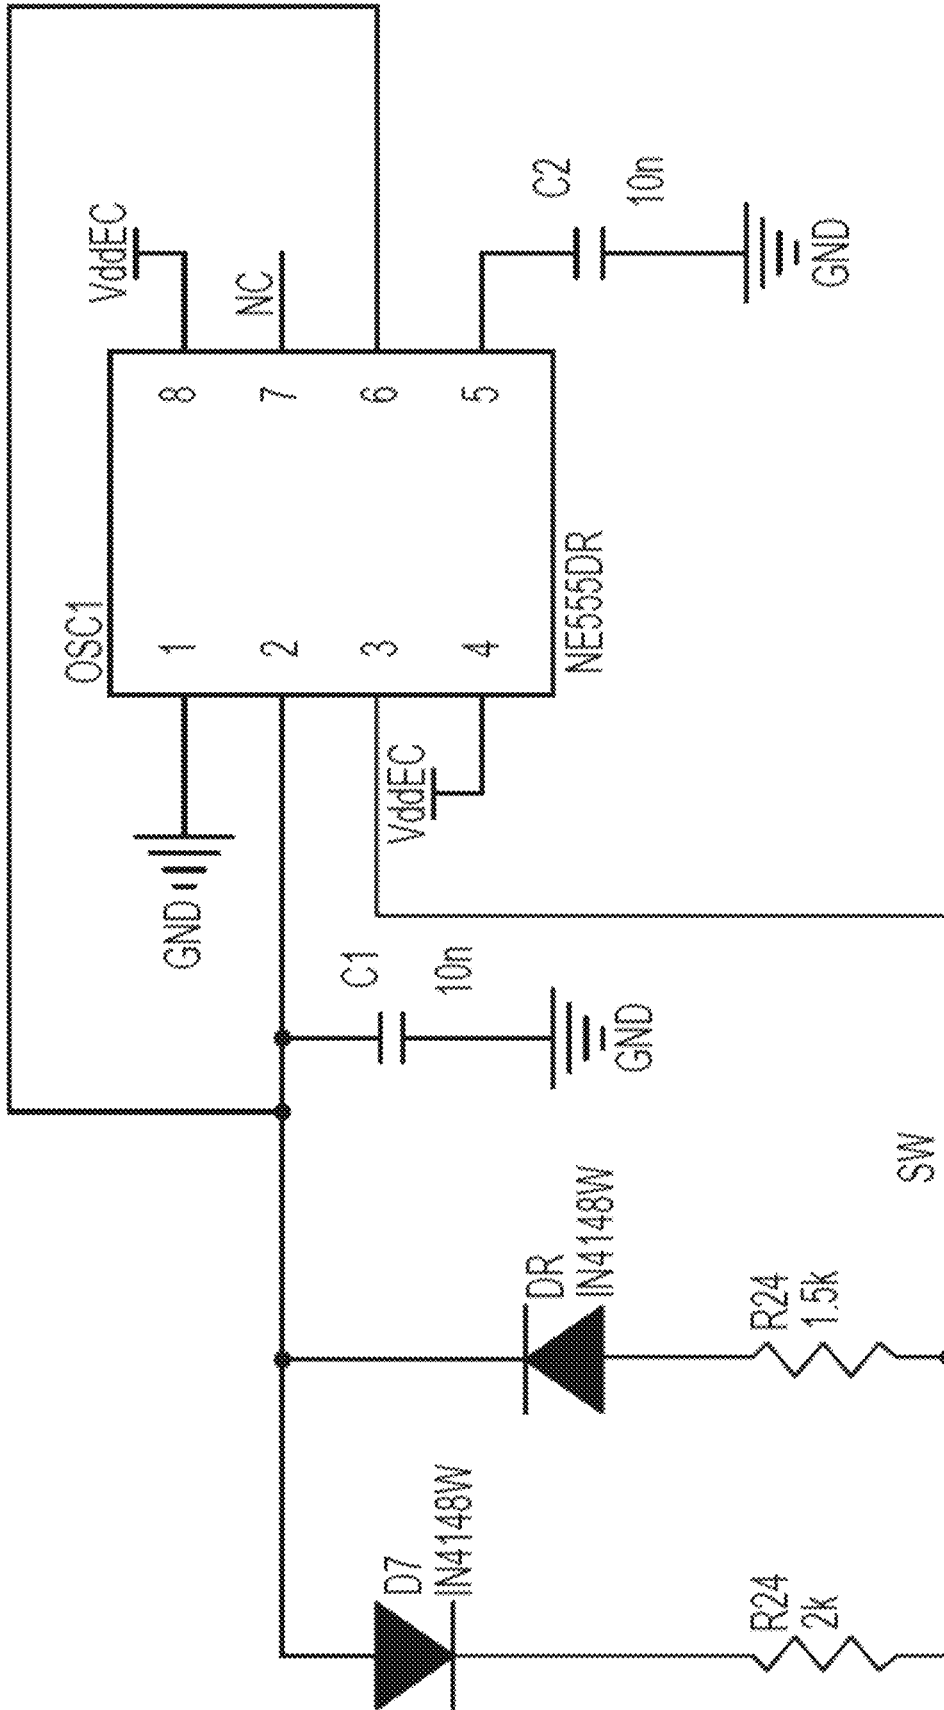 VddEC
NC
C2
10n
GND
8
7
6
5
OSC1
1
2
3
4
NE555DR
GND
VddEC
C1
10n
GND
SW
DR
IN4148W
R24
1.5k
D7
IN4148W
R24
2k